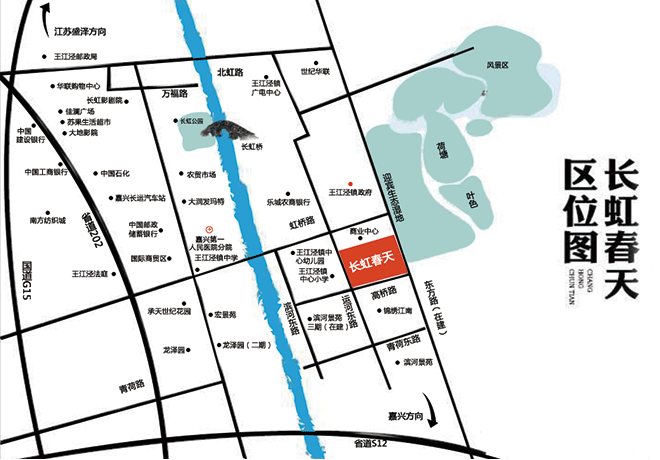 江苏盛泽方向
王江泾邮政局
华联购物中心
长虹影剧院
佳澜广场
苏果生活超市
大地影院
中国
建设银行
万福路
北虹路
长虹公园
长虹桥
王江泾镇
广电中心
世纪华联
风景区
荷塘
叶色
迎宾生态湿地
中国工商银行
中国石化
农贸市场
嘉兴长运汽车站
大润发玛特
乐城农商银行
王江泾镇政府
南方纺织城
省道202
中国邮政
储蓄银行
嘉兴第一
人民医院分院
虹桥路
商业中心
国际商贸区
王江泾镇中学
王江泾镇中
心幼儿园
王江泾镇
中心小学
长虹春天
国道G15
王江泾法庭
承天世纪花园
宏景苑
滨河东路
运河东路
高桥路
东方路（在建）
滨河景苑
三期（在建）
锦绣江南
龙泽园
龙泽园（二期）
青荷东路
滨河景苑
青荷路
嘉兴方向
省道S12
长虹春天
区位图
CHANG
HONG
CHUN TIAN